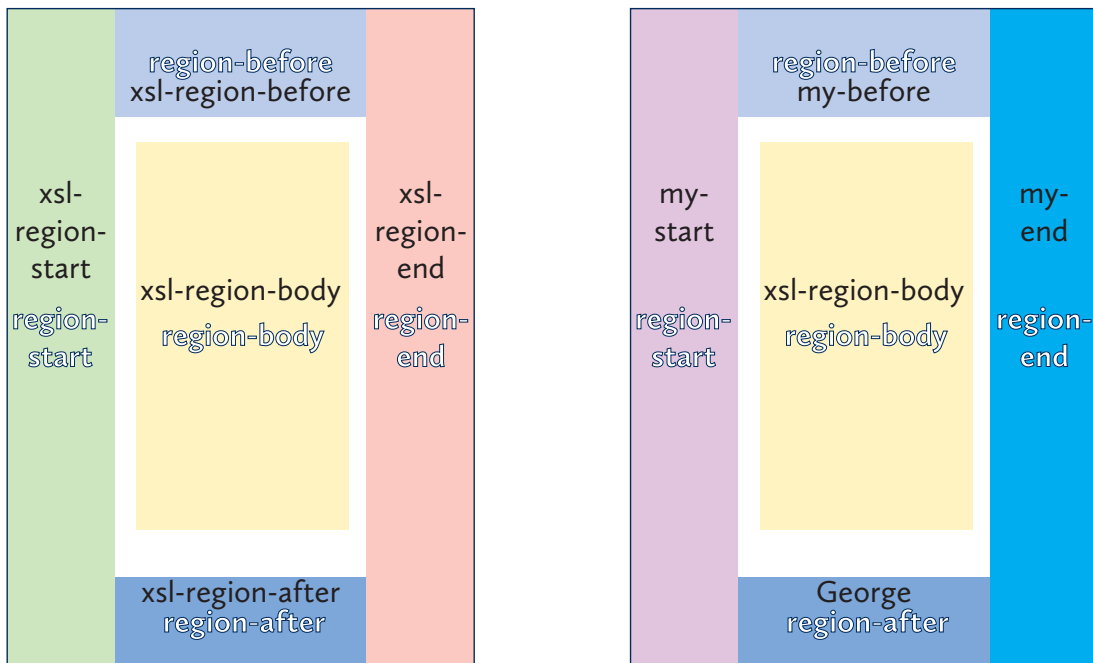 region-before
xsl-region-before
xsl-
region-
start
region-
start
xsl-region-body
region-body
xsl-
region-
end
region-
end
xsl-region-after
region-after
region-before
my-before
my-
start
region-
start
xsl-region-body
region-body
my-
end
region-
end
George
region-after